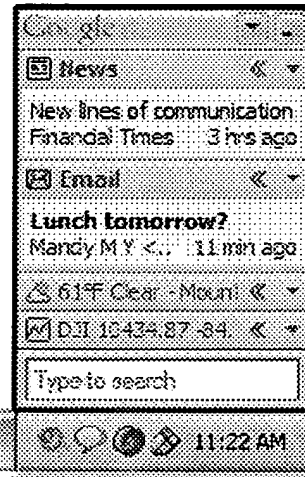 Google
News
New lines of communication
Financial Times 3 hrs ago
Email
Lunch tomorrow?
Mandy M Y <.. 11 min ago
61°F Clear - Moun
DJI 10434.87 -84.
Type to search
11:22 AM